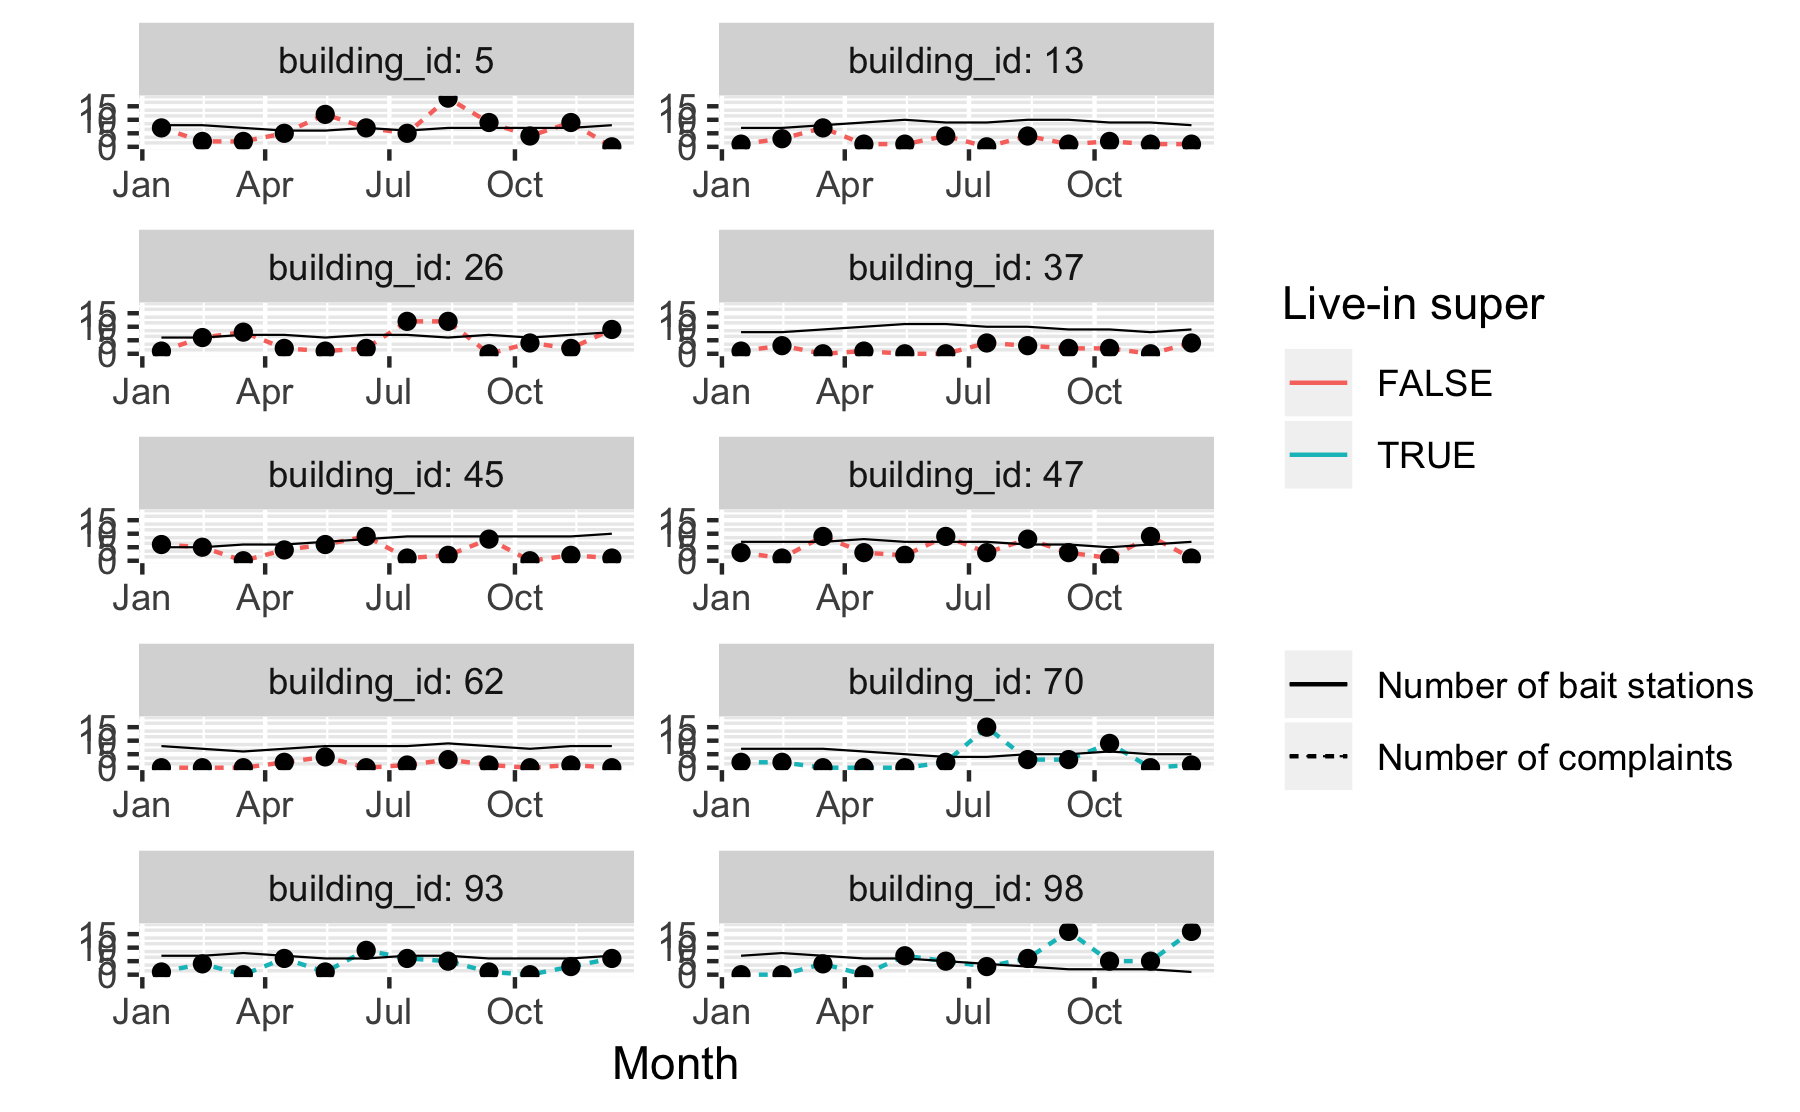 building_id: 5
building_id: 13
15
10
5
0
15
10
5
0
Jan Apr Jul Oct
Jan Apr Jul Oct
building_id: 26
building_id: 37
15
10
5
0
15
10
5
0
Jan Apr Jul Oct
Jan Apr Jul Oct
building_id: 45
building_id: 47
15
10
5
0
15
10
5
0
Jan Apr Jul Oct
Jan Apr Jul Oct
building_id: 62
building_id: 70
15
10
5
0
15
10
5
0
Jan Apr Jul Oct
Jan Apr Jul Oct
building_id: 93
building_id: 98
15
10
5
0
15
10
5
0
Jan Apr Jul Oct
Jan Apr Jul Oct
Month
Live-in super
FALSE
TRUE
Number of bait stations
Number of complaints